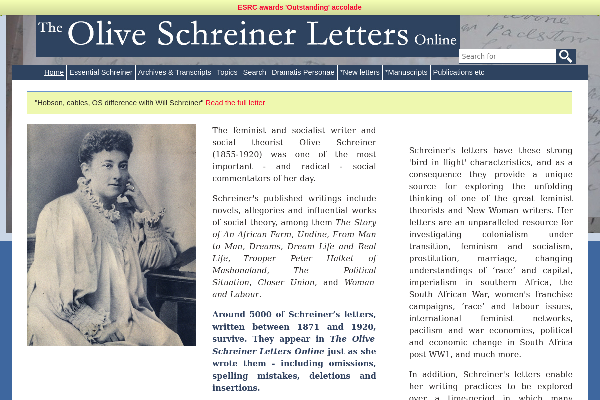 ESRC awards 'Outstanding' accolade
The Olive Schreiner Letters Online
Search for
Home Essential Schreiner Archives & Transcripts Topics Search Dramatis Personae *New letters *Manuscripts Publications etc
"Hobson, cables, OS difference with Will Schreiner" Read the full letter
The feminist and socialist writer and
social theorist Olive Schreiner
(1855-1920) was one of the most
important - and radical - social
commentators of her day.
Schreiner's published writings include
novels, allegories and influential works
of social theory, among them The Story
of An African Farm, Undine, From Man
to Man, Dreams, Dream Life and Real
Life, Trooper Peter Halket of
Mashonaland, The Political
Situation, Closer Union, and Woman
and Labour.
Around 5000 of Schreiner's letters,
written between 1871 and 1920,
survive. They appear in The Olive
Schreiner Letters Online just as she
wrote them – including omissions,
spelling mistakes, deletions and
insertions.
Schreiner's letters have these strong
'bird in flight' characteristics, and as a
consequence they provide a unique
source for exploring the unfolding
thinking of one of the great feminist
theorists and New Woman writers. Her
letters are an unparalleled resource for
investigating colonialism under
transition, feminism and socialism,
prostitution, marriage, changing
understandings of 'race' and capital,
imperialism in southern Africa, the
South African War, women's franchise
campaigns, 'race' and labour issues,
international feminist networks,
pacifism and war economies, political
and economic change in South Africa
post WW1, and much more.
In addition, Schreiner's letters enable
her writing practices to be explored
over a time-period in which many